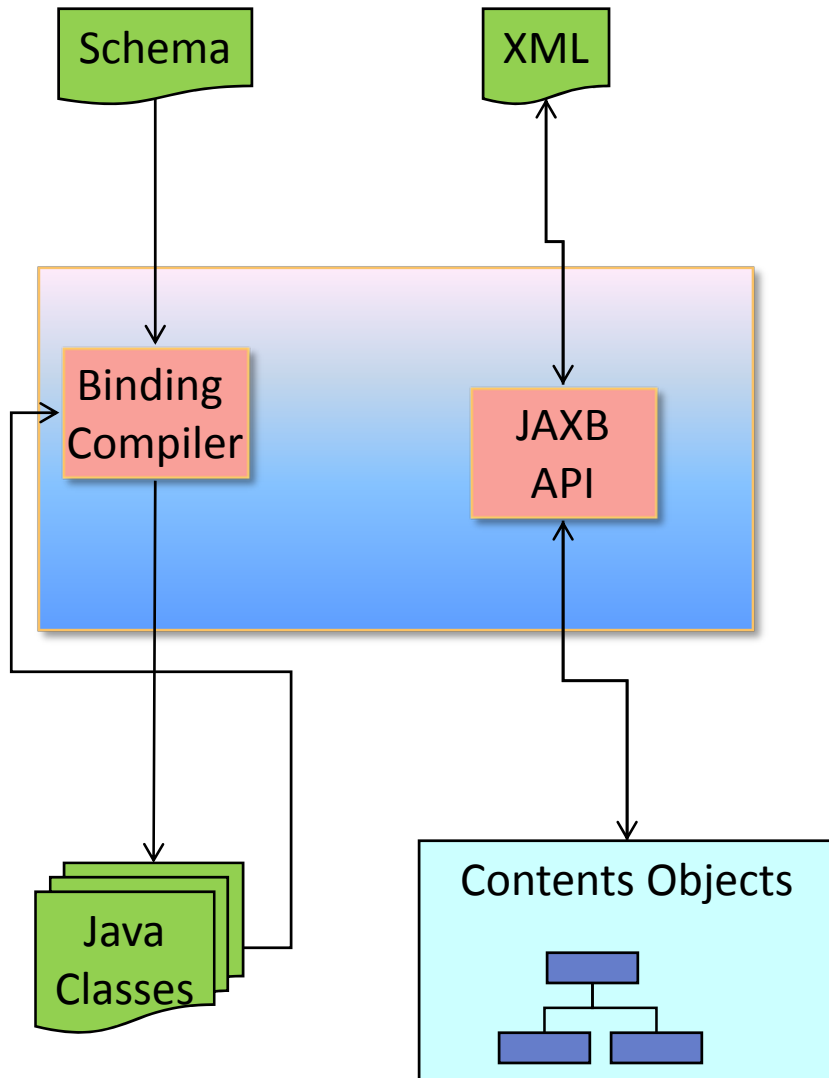 Schema
XML
Binding
Compiler
JAXB
API
Java
Classes
Contents Objects